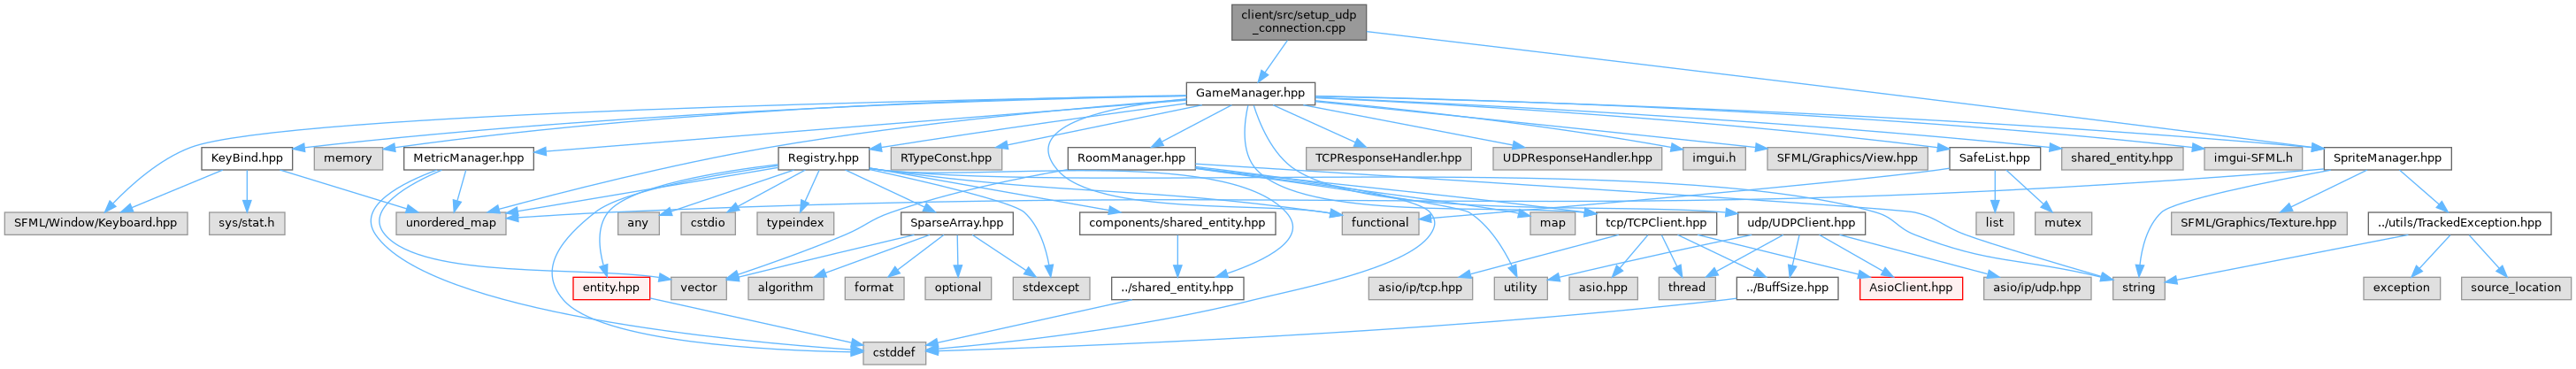 client/src/setup_udp
_connection.cpp
GameManager.hpp
KeyBind.hpp
memory
MetricManager.hpp
Registry.hpp
RTypeConst.hpp
RoomManager.hpp
TCPResponseHandler.hpp
UDPResponseHandler.hpp
imgui.h
SFML/Graphics/View.hpp
SafeList.hpp
shared_entity.hpp
imgui-SFML.h
SpriteManager.hpp
SFML/Window/Keyboard.hpp
sys/stat.h
unordered_map
any
cstdio
typeindex
SparseArray.hpp
components/shared_entity.hpp
functional
map
tcp/TCPClient.hpp
udp/UDPClient.hpp
list
mutex
SFML/Graphics/Texture.hpp
../utils/TrackedException.hpp
entity.hpp
vector
algorithm
format
optional
stdexcept
../shared_entity.hpp
asio/ip/tcp.hpp
utility
asio.hpp
thread
../BuffSize.hpp
AsioClient.hpp
asio/ip/udp.hpp
string
exception
source_location
cstddef